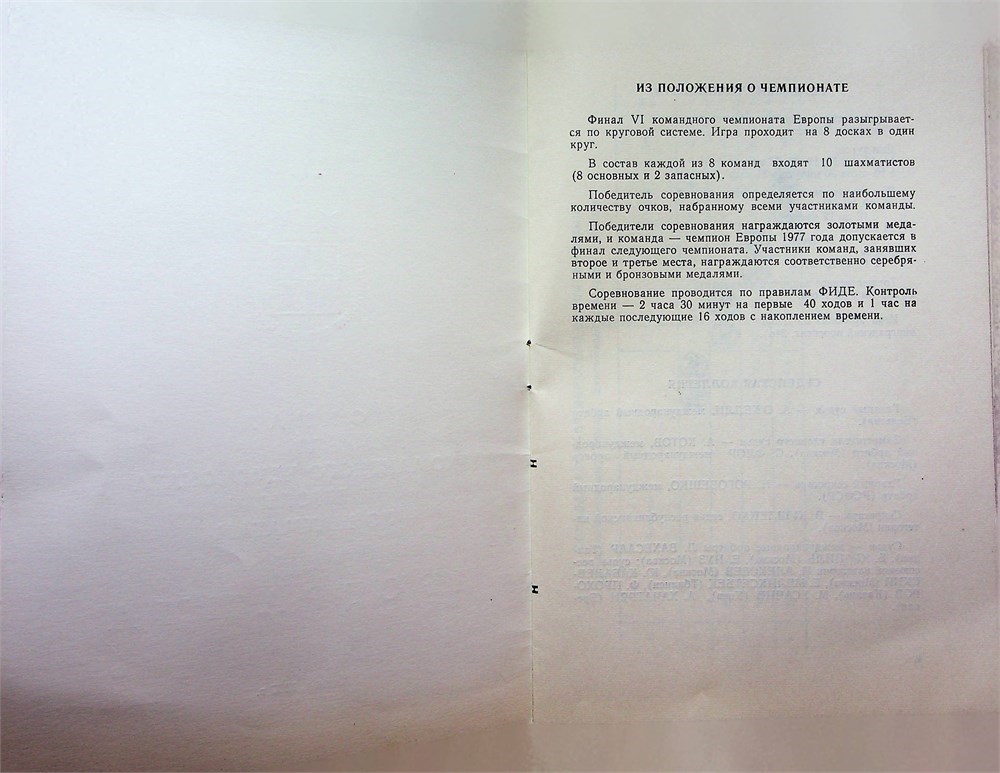 ИЗ ПОЛОЖЕНИЯ О ЧЕМПИОНАТЕ
Финал VI командного чемпионата Европы разыгрывает-
ся по круговой системе. Игра проходит на 8 досках в один
круг.
В состав каждой из 8 команд входят 10 шахматистов
(8 основных и 2 запасных).
Победитель соревнования определяется по наибольшему
количеству очков, набранному всеми участниками команды.
Победители соревнования награждаются золотыми меда-
лями, и команда — чемпион Европы 1977 года допускается в
финал следующего чемпионата. Участники команд, занявших
второе и третье места, награждаются соответственно серебря-
ными и бронзовыми медалями.
Соревнование проводится по правилам ФИДЕ. Контроль
времени — 2 часа 30 минут на первые 40 ходов и 1 час на
каждые последующие 16 ходов с накоплением времени.